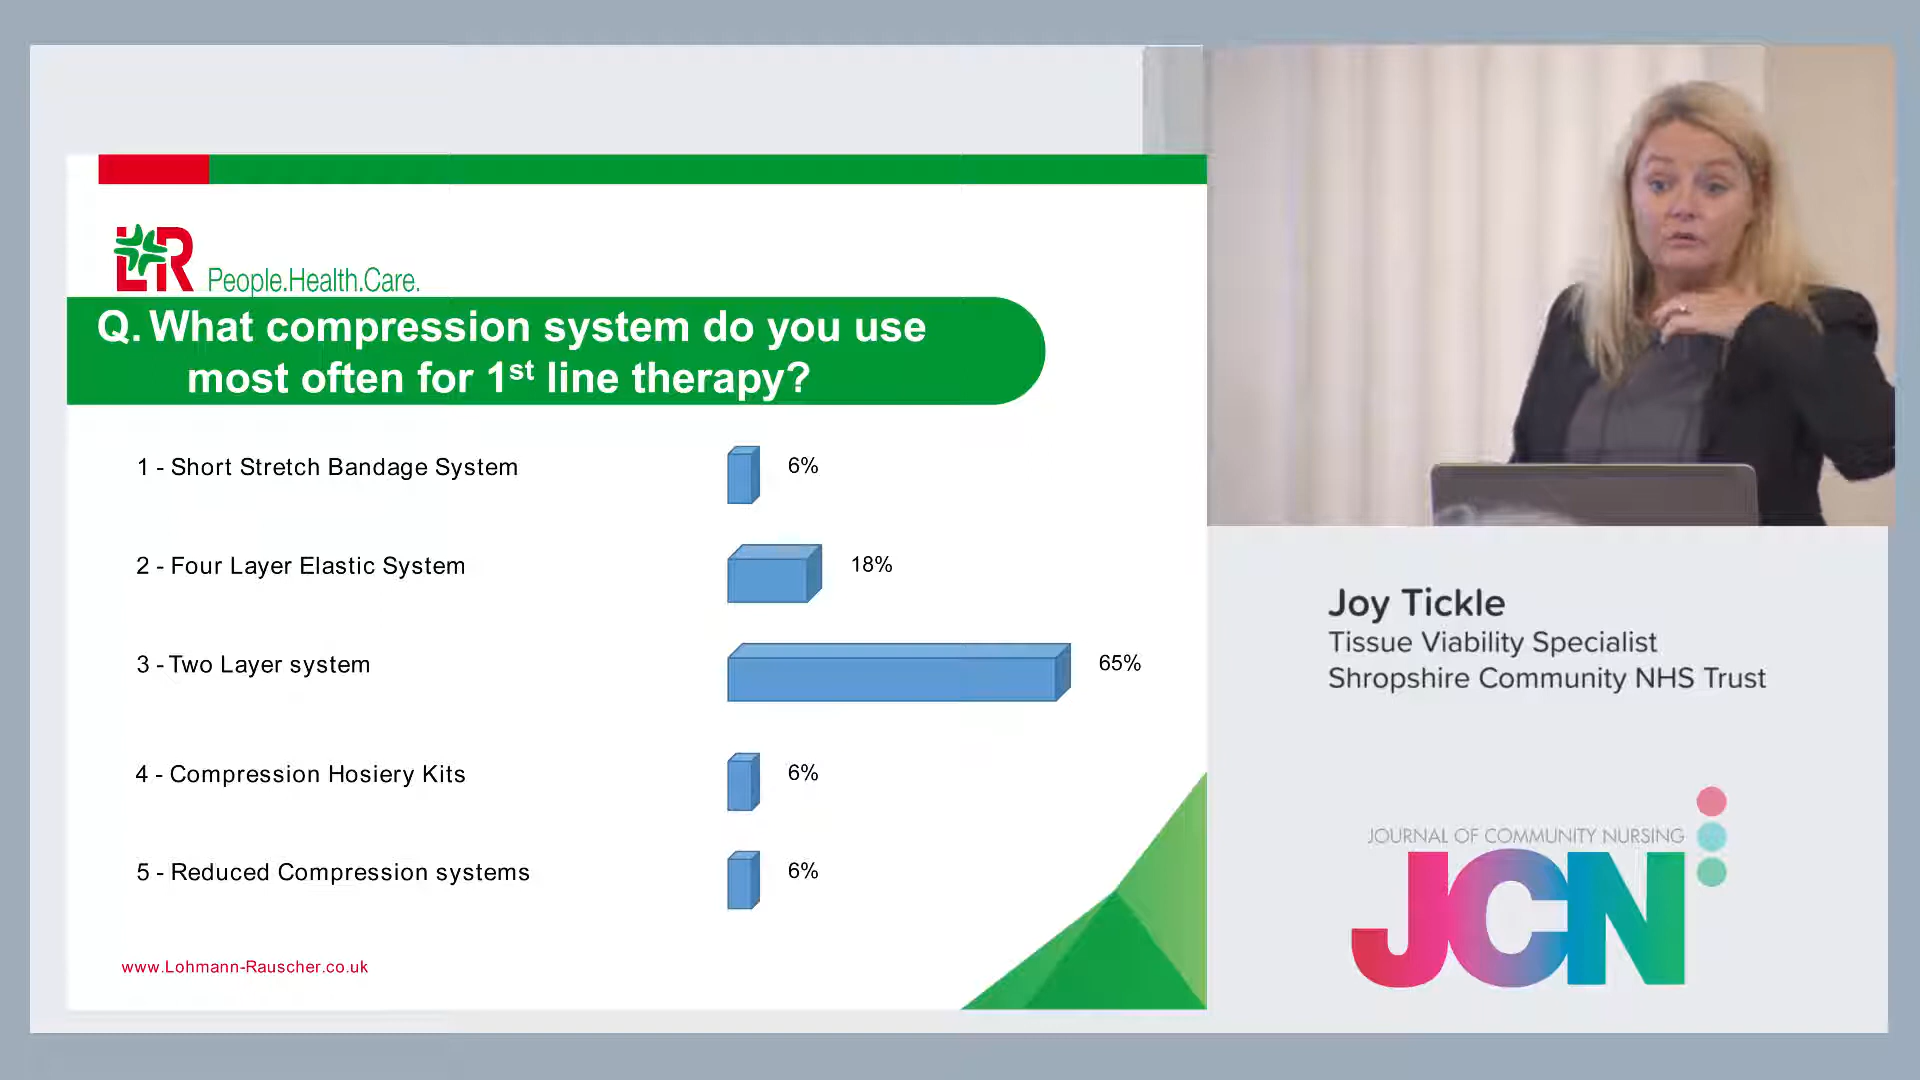 L&R
People.Health.Care.
Q. What compression system do you use
most often for 1st line therapy?
1 - Short Stretch Bandage System
6%
2 - Four Layer Elastic System
18%
3 - Two Layer system
65%
4 - Compression Hosiery Kits
6%
5 - Reduced Compression systems
6%
www.Lohmann-Rauscher.co.uk
Joy Tickle
Tissue Viability Specialist
Shropshire Community NHS Trust
JOURNAL OF COMMUNITY NURSING
JCN